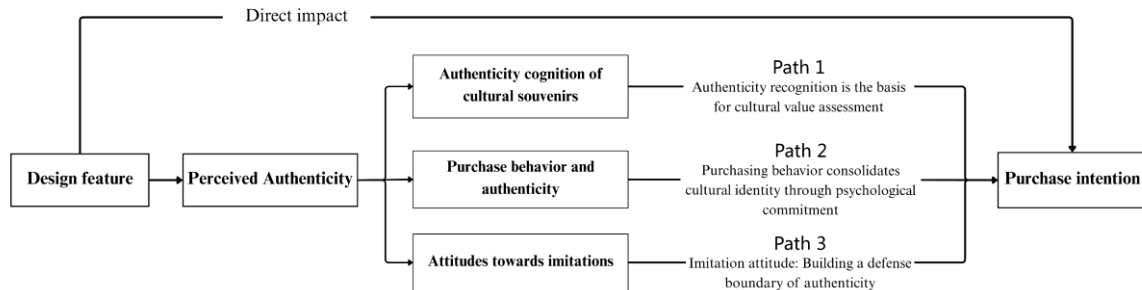 Direct impact
Design feature
Perceived Authenticity
Authenticity cognition of
cultural souvenirs
Path 1
Authenticity recognition is the basis
for cultural value assessment
Purchase behavior and
authenticity
Path 2
Purchasing behavior consolidates
cultural identity through psychological
commitment
Attitudes towards imitations
Path 3
Imitation attitude: Building a defense
boundary of authenticity
Purchase intention